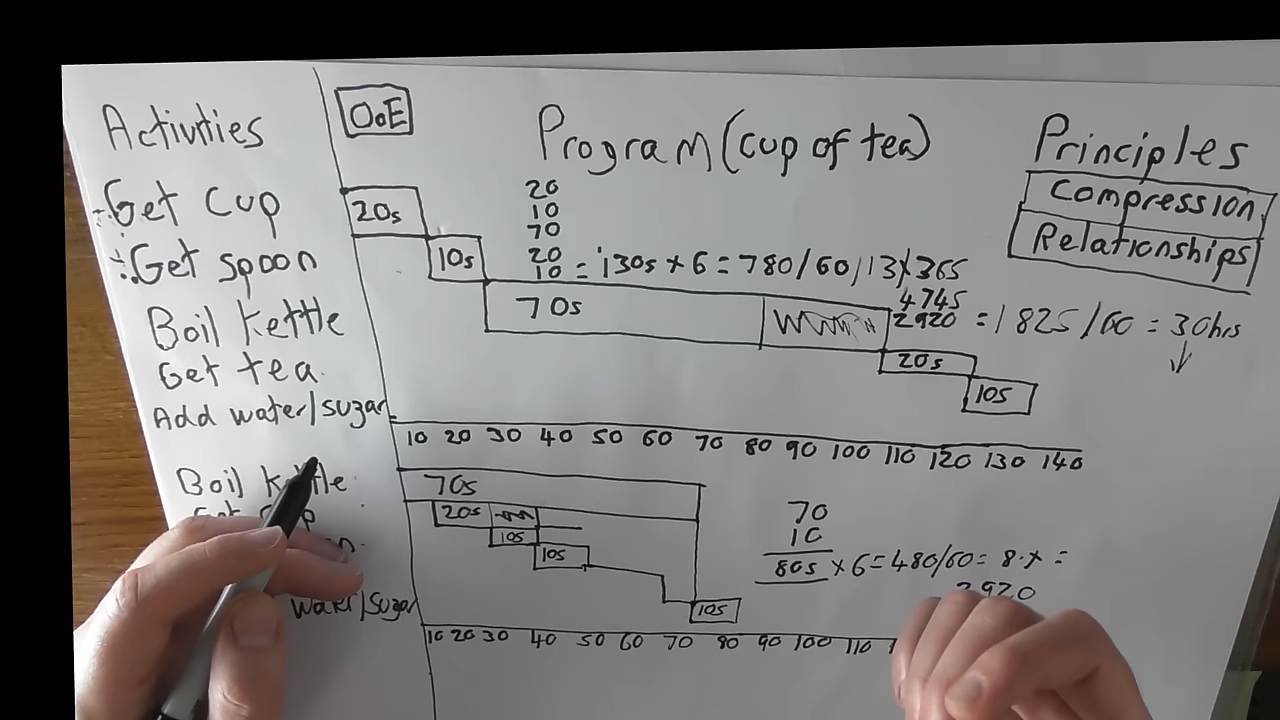 Activities
OoE
Program (cup of tea)
Principles
Compression
Relationships
Get cup
Get spoon
Boil kettle
Get tea
Add water/sugar
20s
10s
70s
20s
10s
20
10
70
20
10 = 130s x 6 = 780/60, 13 x 365
4745
2920 = 1825/60 = 30hrs
10 20 30 40 50 60 70 80 90 100 110 120 130 140
Boil kettle
water/sugar
70s
20s
10s
10s
10s
70
10
80s x 6 = 480/60 = 8 · x =
2920
10 20 30 40 50 60 70 80 90 100 110